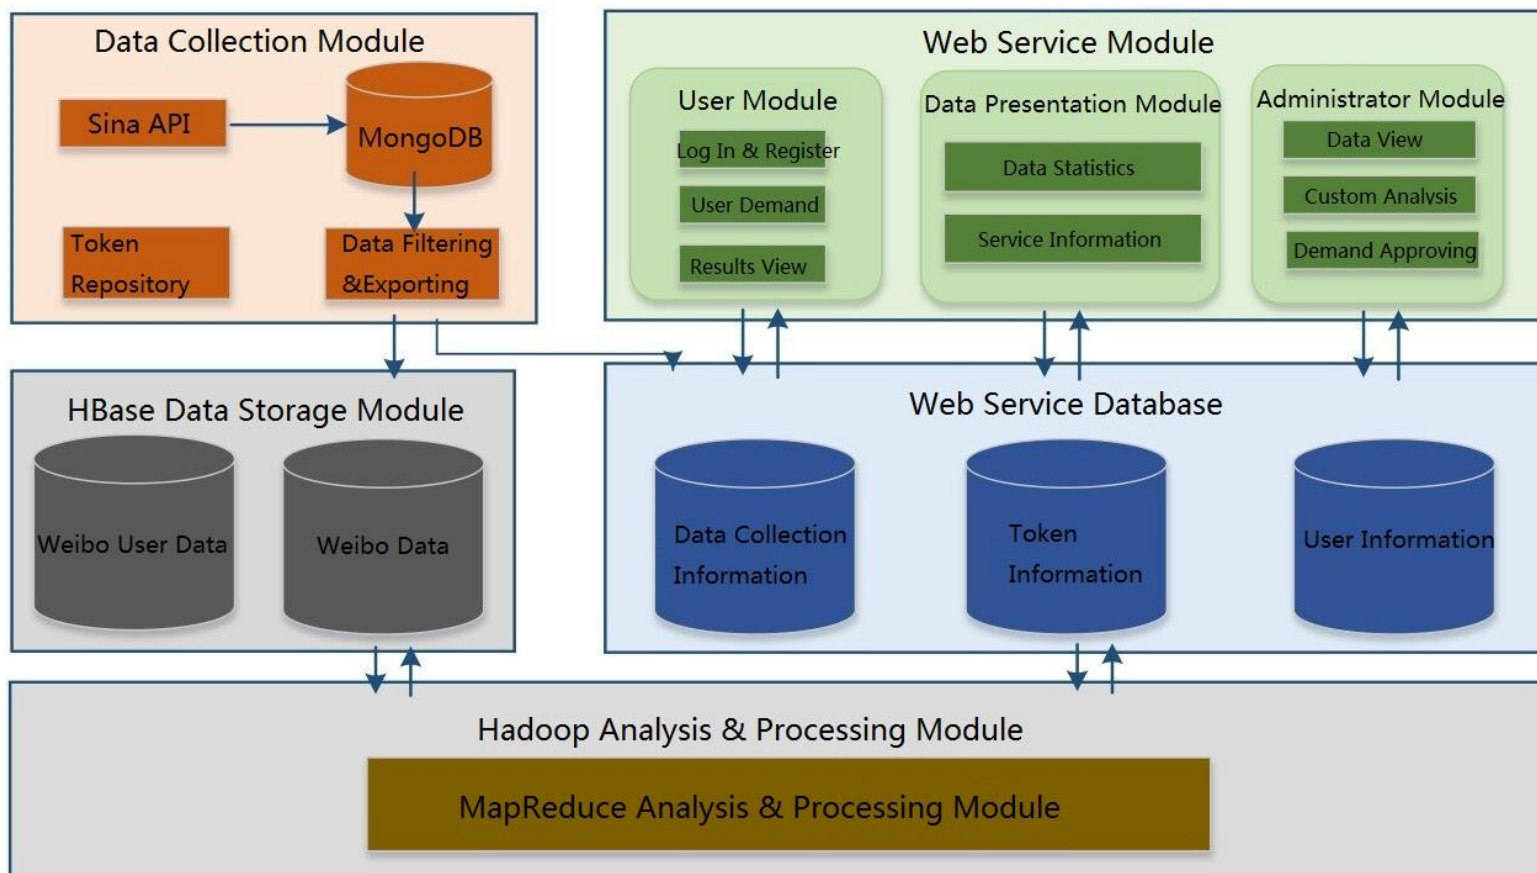 Data Collection Module
Sina API
MongoDB
Token
Repository
Data Filtering
&Exporting
Web Service Module
User Module
Log In & Register
User Demand
Results View
Data Presentation Module
Data Statistics
Service Information
Administrator Module
Data View
Custom Analysis
Demand Approving
HBase Data Storage Module
Weibo User Data
Weibo Data
Web Service Database
Data Collection
Information
Token
Information
User Information
Hadoop Analysis & Processing Module
MapReduce Analysis & Processing Module